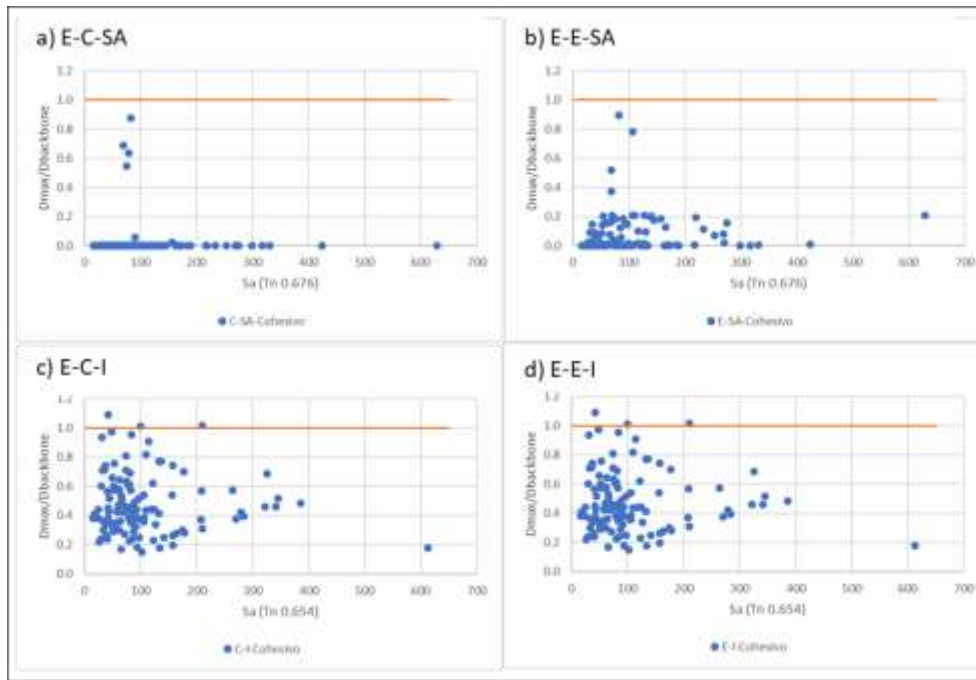 a) E-C-SA
1.2
1.0
0.8
0.6
0.4
0.2
0.0
Dmax/Dbackbone
0 100 200 300 400 500 600 700
Sa (Tn 0.676)
C-SA-Cohesivo
b) E-E-SA
1.2
1.0
0.8
0.6
0.4
0.2
0.0
Dmax/Dbackbone
0 100 200 300 400 500 600 700
Sa (Tn 0.676)
E-SA-Cohesivo
c) E-C-I
1.2
1.0
0.8
0.6
0.4
0.2
0.0
Dmax/Dbackbone
0 100 200 300 400 500 600 700
Sa (Tn 0.654)
C-I-Cohesivo
d) E-E-I
1.2
1.0
0.8
0.6
0.4
0.2
0.0
Dmax/Dbackbone
0 100 200 300 400 500 600 700
Sa (Tn 0.654)
E-I-Cohesivo